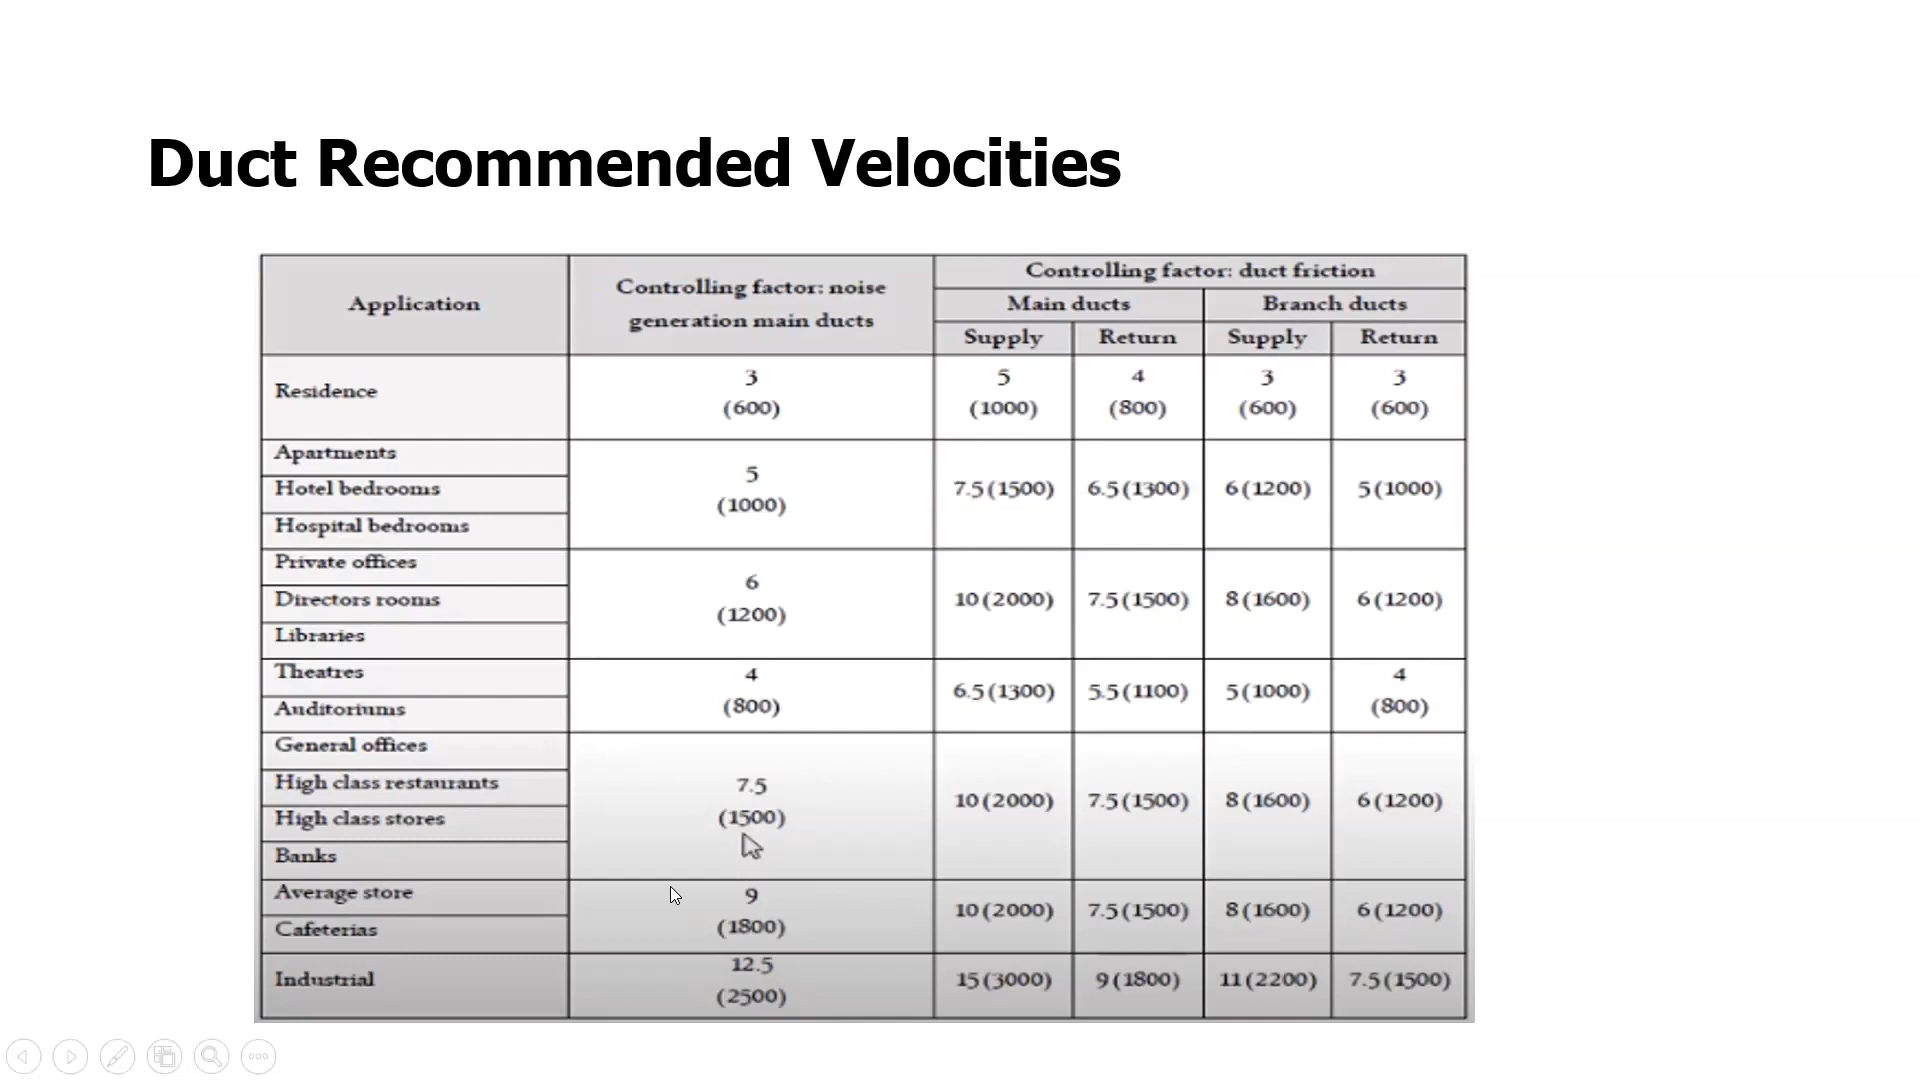 Duct Recommended Velocities
Application
Controlling factor: noise
generation main ducts
Controlling factor: duct friction
Main ducts Branch ducts
Supply Return Supply Return
Residence
3
(600)
5
(1000)
4
(800)
3
(600)
3
(600)
Apartments
Hotel bedrooms
Hospital bedrooms
5
(1000)
7.5 (1500) 6.5 (1300) 6 (1200) 5 (1000)
Private offices
Directors rooms
Libraries
6
(1200)
10 (2000) 7.5 (1500) 8 (1600) 6 (1200)
Theatres
Auditoriums
4
(800)
6.5 (1300) 5.5 (1100) 5 (1000)
4
(800)
General offices
High class restaurants
High class stores
Banks
7.5
(1500)
10 (2000) 7.5 (1500) 8 (1600) 6 (1200)
Average store
Cafeterias
9
(1800)
10 (2000) 7.5 (1500) 8 (1600) 6 (1200)
Industrial
12.5
(2500)
15 (3000) 9 (1800) 11 (2200) 7.5 (1500)